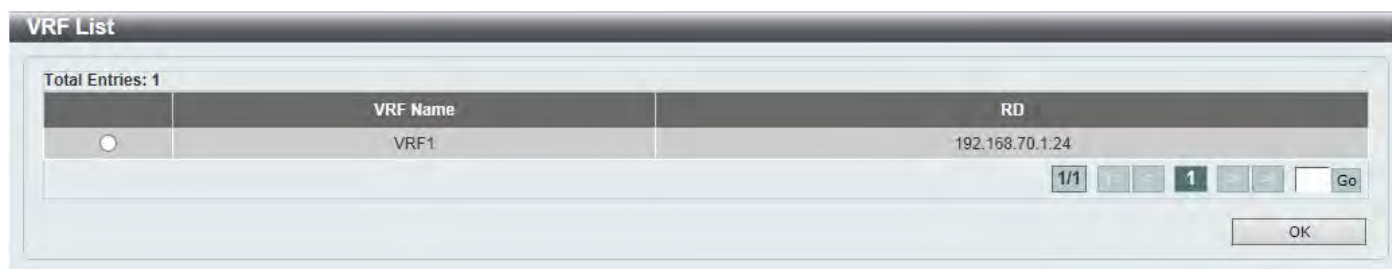 VRF List
Total Entries: 1
VRF Name RD
VRF1 192.168.70.1:24
1/1 1 Go
OK